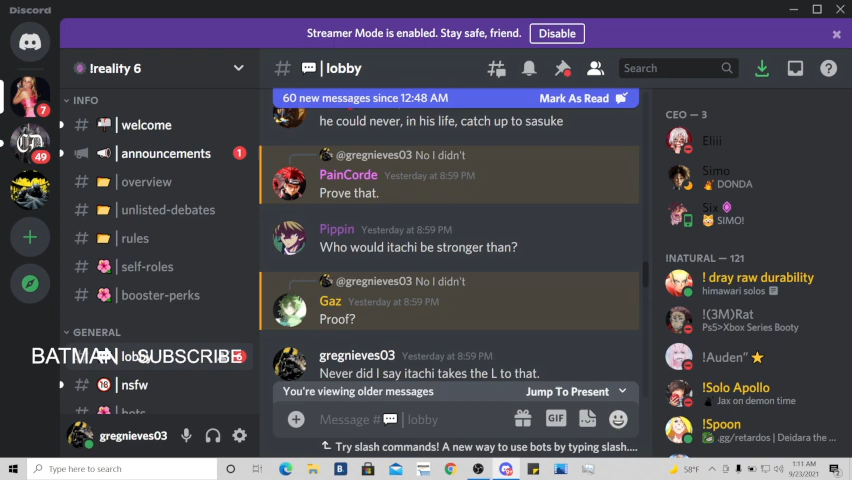 Discord
Streamer Mode is enabled. Stay safe, friend.
Disable
!reality 6
INFO
welcome
announcements
1
overview
unlisted-debates
rules
self-roles
booster-perks
GENERAL
BATMAN SUBSCRIBE
lobby
6
nsfw
bots
gregnieves03
7
49
| lobby
Search
60 new messages since 12:48 AM
Mark As Read
he could never, in his life, catch up to sasuke
@gregnieves03 No I didn't
PainCorde Yesterday at 8:59 PM
Prove that.
Pippin Yesterday at 8:59 PM
Who would itachi be stronger than?
@gregnieves03 No I didn't
Gaz Yesterday at 8:59 PM
Proof?
gregnieves03 Yesterday at 8:59 PM
Never did I say itachi takes the L to that.
You're viewing older messages
Jump To Present
Message # | lobby
GIF
Try slash commands! A new way to use bots by typing slash....
CEO — 3
Eliii
Simo
DONDA
Six
SIMO!
INATURAL — 121
! dray raw durability
himawari solos
!(3M)Rat
Ps5>Xbox Series Booty
!Auden"
!Solo Apollo
Jax on demon time
!Spoon
.gg/retardos | Deidara the...
Type here to search
58°F
1:11 AM
9/23/2021